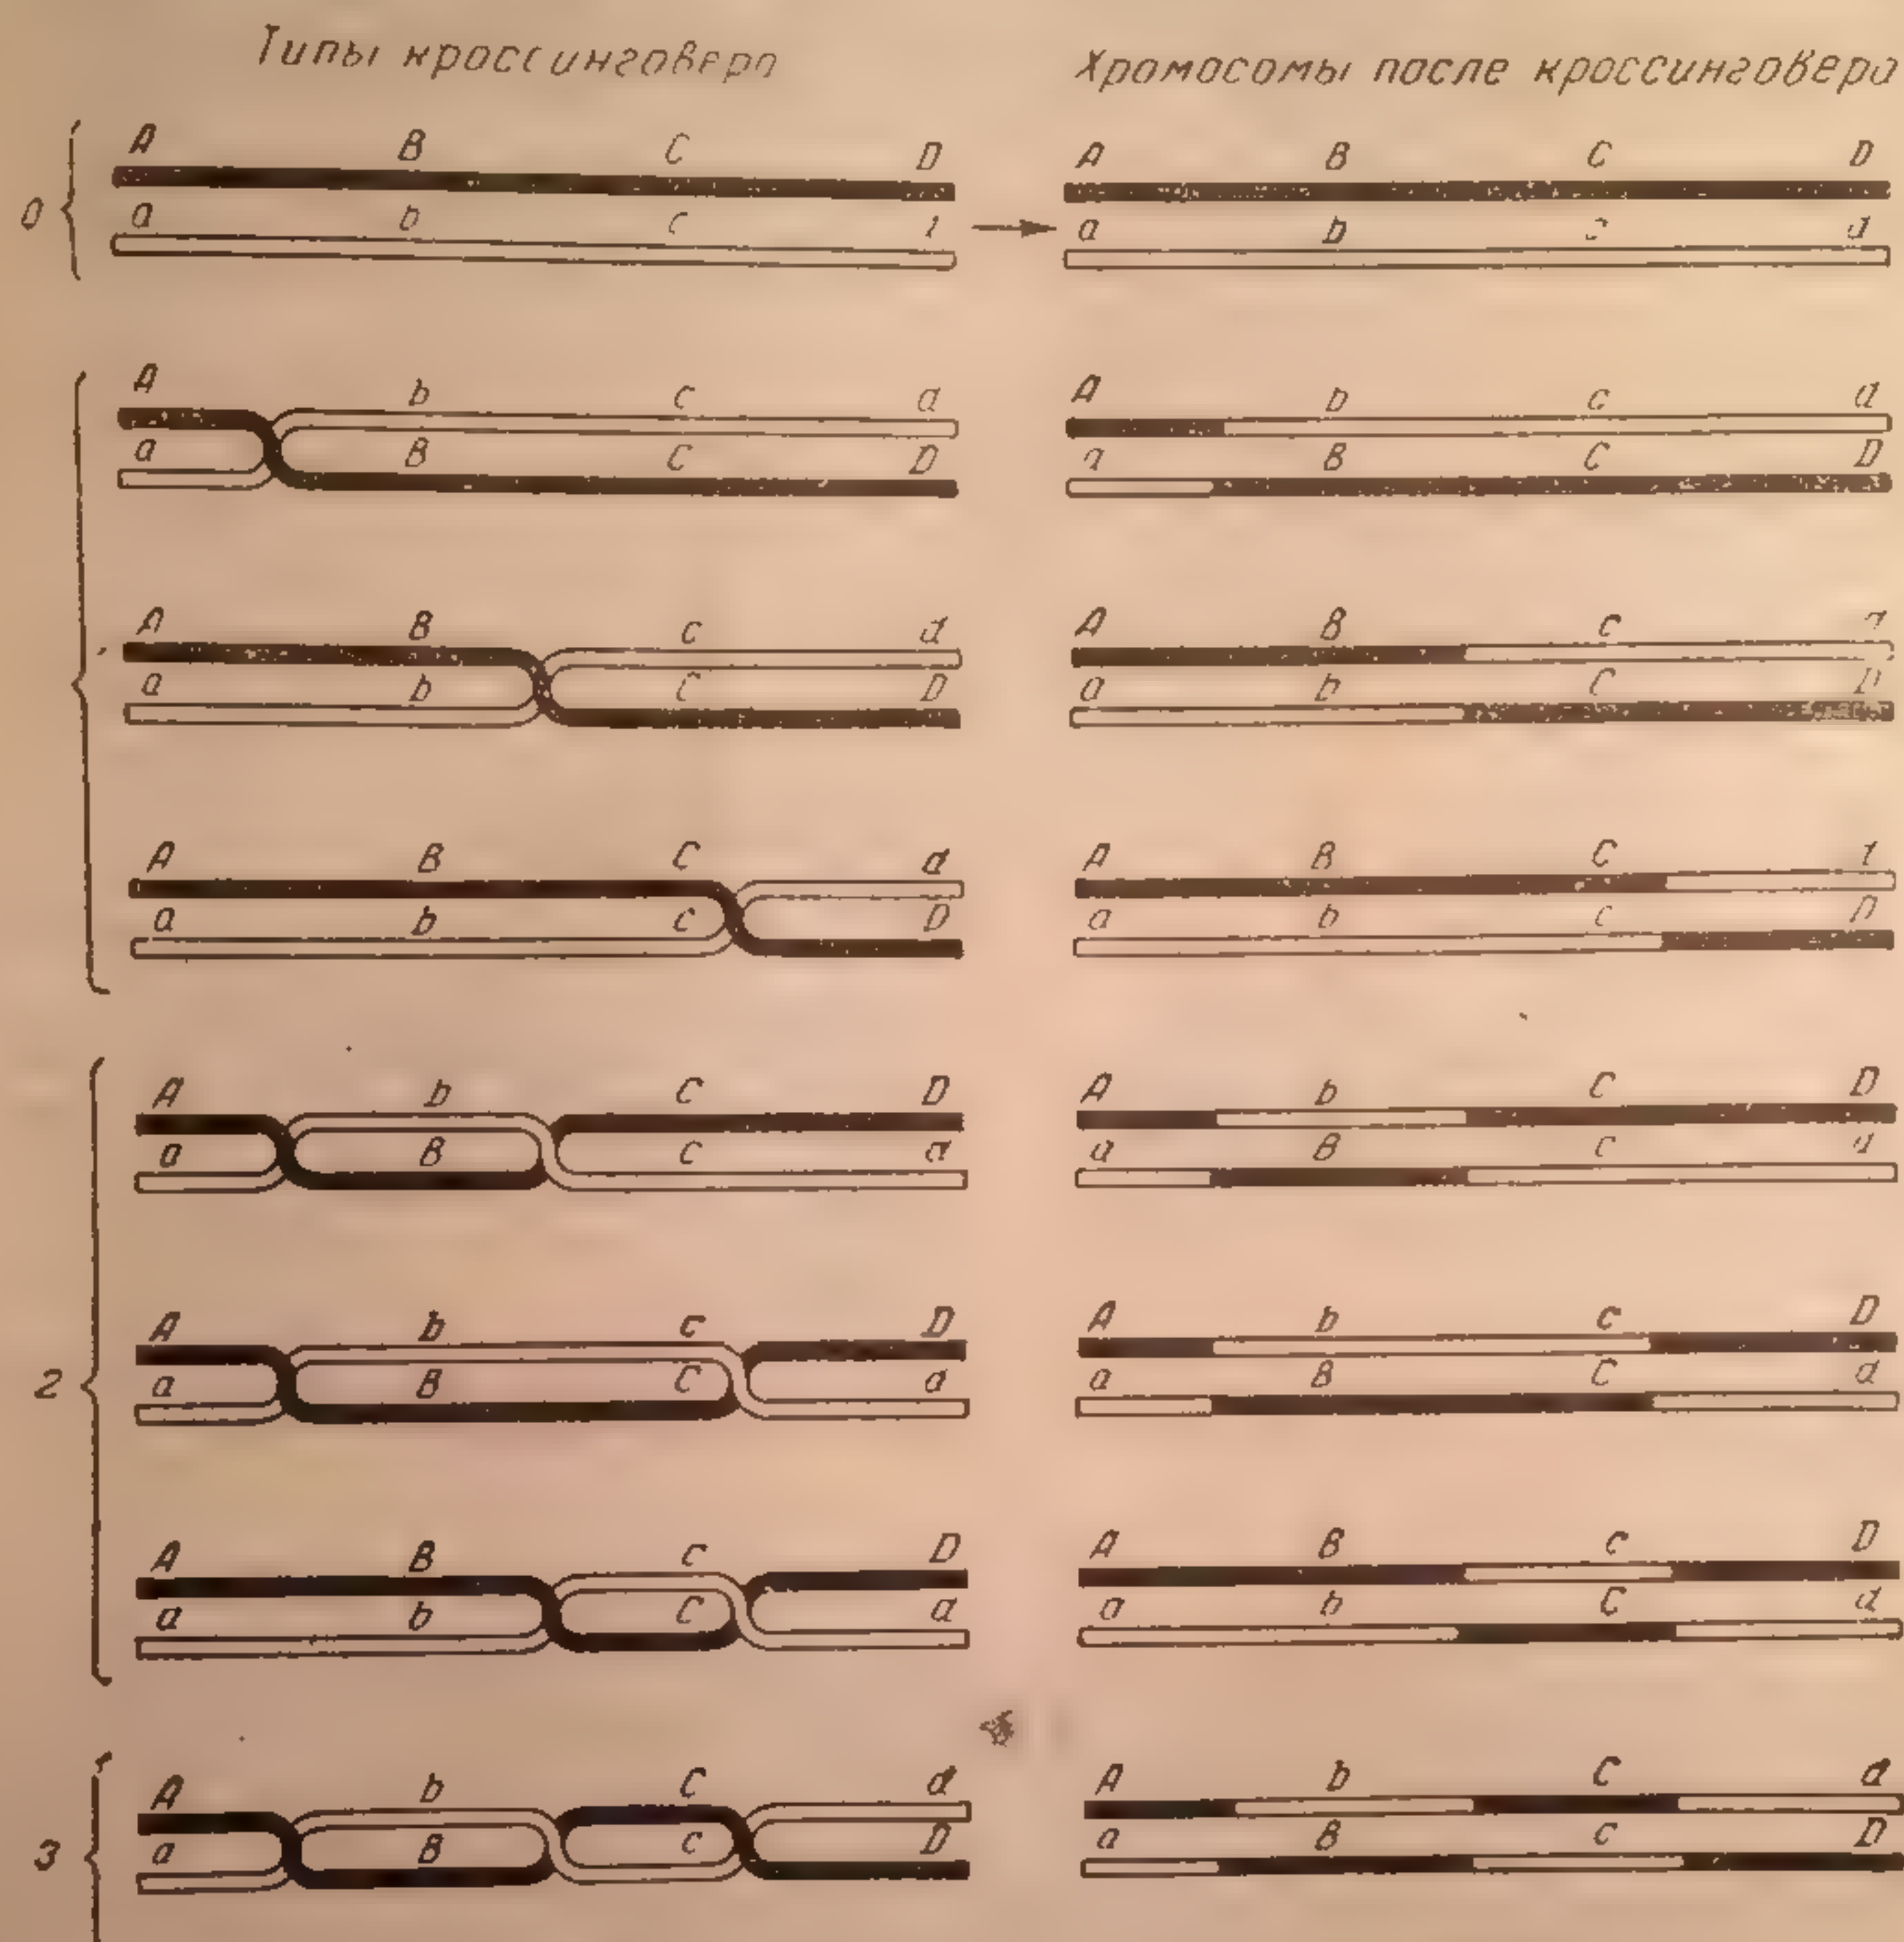 Типы кроссинговера
Хромосомы после кроссинговера
A B C D
A B C D
0
a b c
a b d
A b c d
A b c d
a B C D
a B C D
A B c d
A B c
a b C D
a b C D
A B C d
A B C
a b c D
a b c D
A b C D
A b C D
a B c d
a B c d
2
A b c D
A b c D
a B C d
a B C d
A B c D
A B c D
a b C d
a b C d
3
A b C d
A b C d
a B c D
a B c D